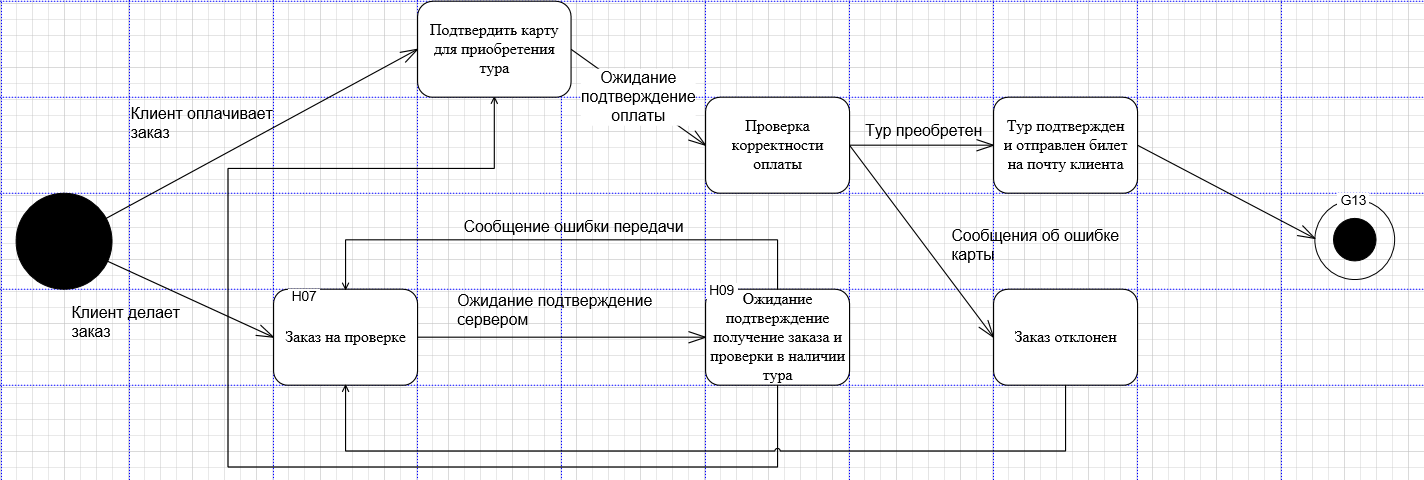 Подтвердить карту
для приобретения
тура
Клиент оплачивает
заказ
Ожидание
подтверждение
оплаты
Проверка
корректности
оплаты
Тур преобретен
Тур подтвержден
и отправлен билет
на почту клиента
G13
Сообщение ошибки передачи
Сообщения об ошибке
карты
Клиент делает
заказ
H07
Заказ на проверке
Ожидание подтверждение
сервером
H09
Ожидание
подтверждение
получение заказа и
проверки в наличии
тура
Заказ отклонен